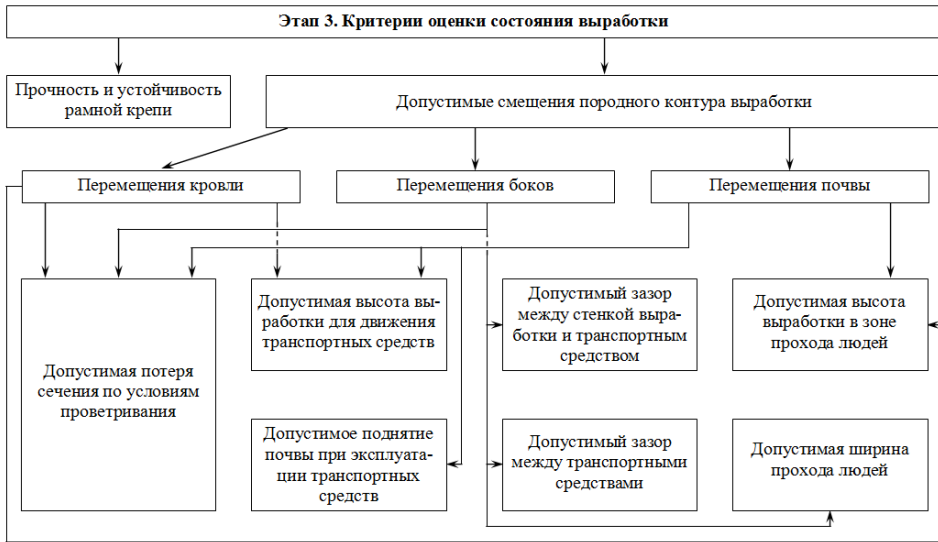 Этап 3. Критерии оценки состояния выработки
Прочность и устойчивость
рамной крепи
Допустимые смещения породного контура выработки
Перемещения кровли
Перемещения боков
Перемещения почвы
Допустимая потеря
сечения по условиям
проветривания
Допустимая высота вы-
работки для движения
транспортных средств
Допустимый зазор
между стенкой выра-
ботки и транспортным
средством
Допустимая высота
выработки в зоне
прохода людей
Допустимое поднятие
почвы при эксплуата-
ции транспортных
средств
Допустимый зазор
между транспортными
средствами
Допустимая ширина
прохода людей